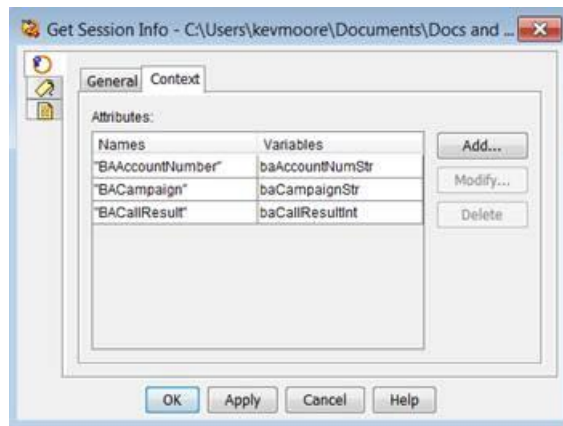 Get Session Info - C:\Users\kevmoore\Documents\Docs and ...
General Context
Attributes:
Names Variables Add...
"BAAccountNumber" baAccountNumStr
"BACampaign" baCampaignStr Modify...
"BACallResult" baCallResultInt Delete
OK Apply Cancel Help